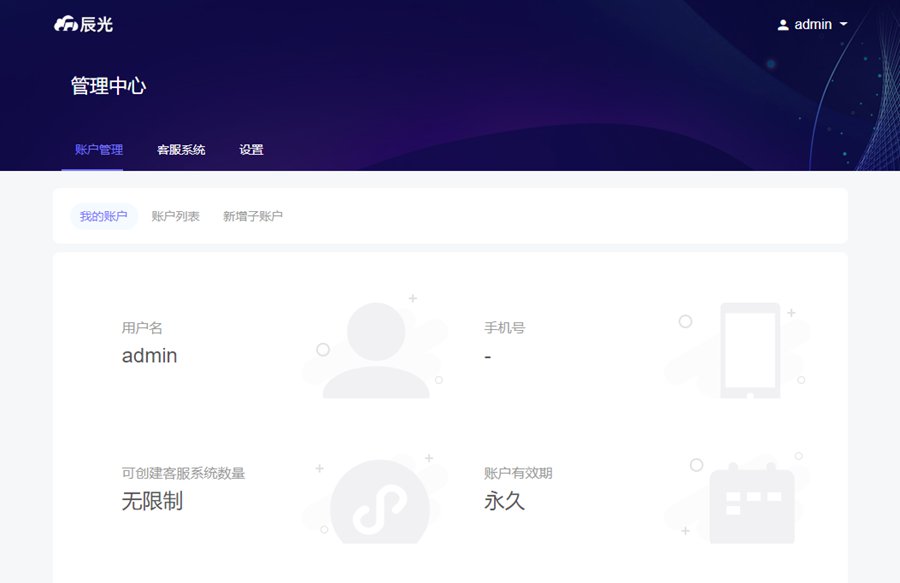 辰光
admin
管理中心
账户管理 客服系统 设置
我的账户 账户列表 新增子账户
用户名
admin
手机号
-
可创建客服系统数量
无限制
账户有效期
永久